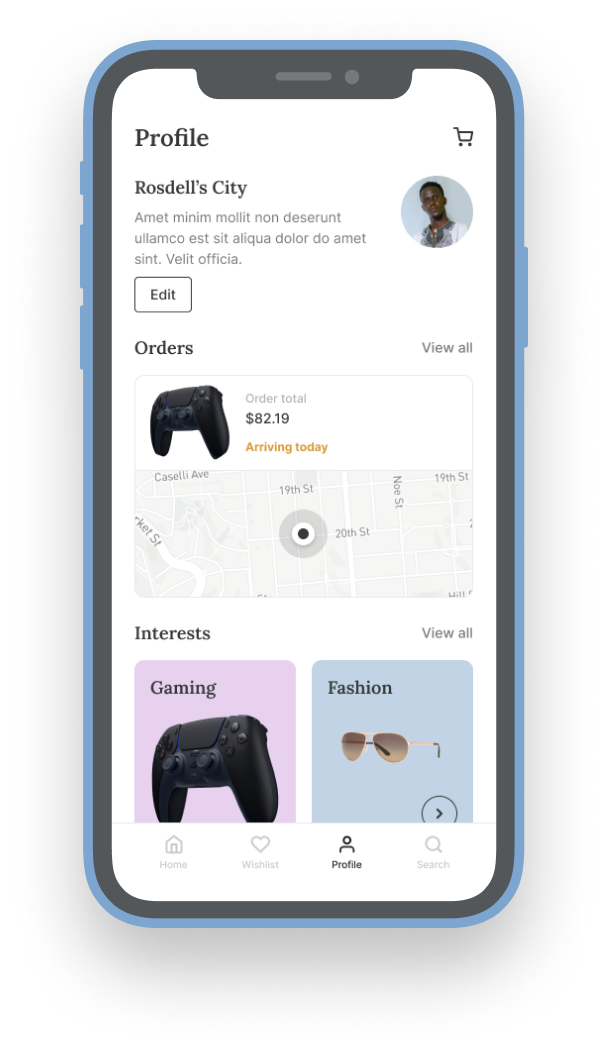 Profile
Rosdell's City
Amet minim mollit non deserunt
ullamco est sit aliqua dolor do amet
sint. Velit officia.
Edit
Orders
View all
Order total
$82.19
Arriving today
Caselli Ave
19th St
Noe St
19th St
rket St
20th St
St
Hill S
Interests
View all
Gaming
Fashion
Home
Wishlist
Profile
Search